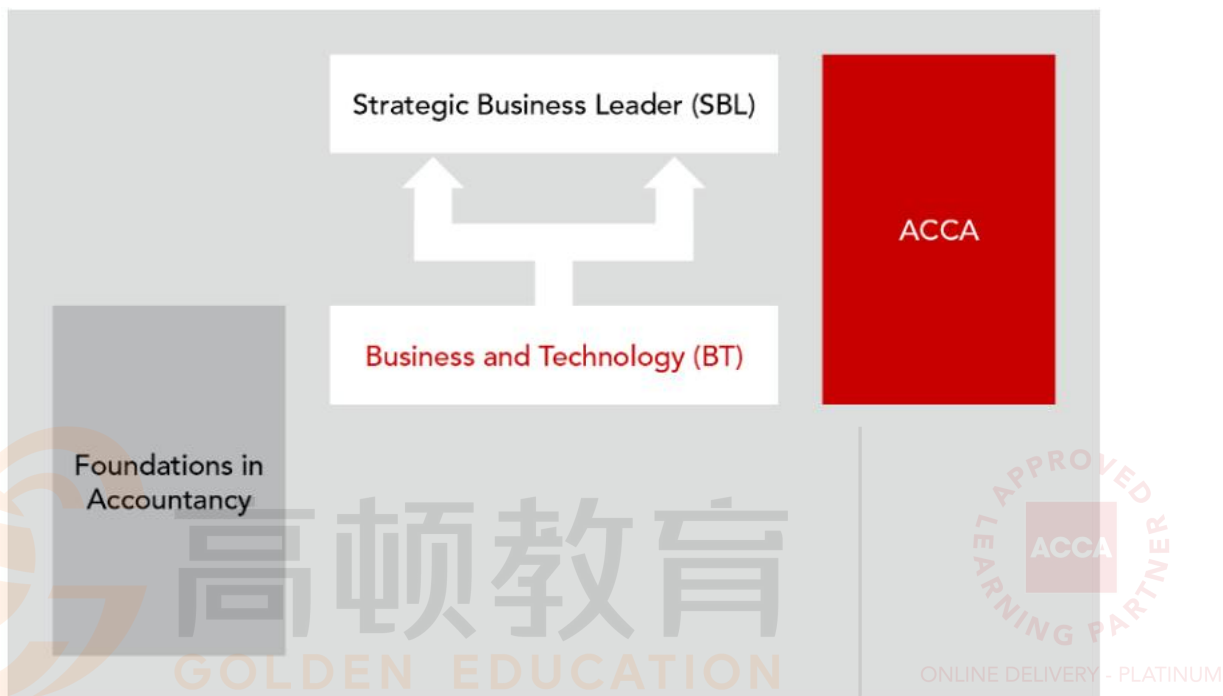 Strategic Business Leader (SBL)
ACCA
Business and Technology (BT)
Foundations in
Accountancy
高顿教育
GOLDEN EDUCATION
APPROVED
LEARNING PARTNER
ACCA
ONLINE DELIVERY - PLATINUM